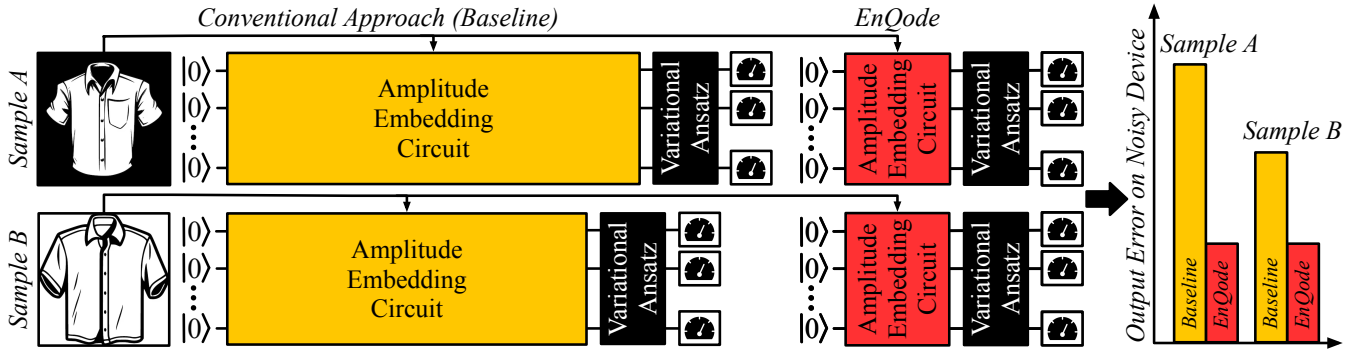 Conventional Approach (Baseline)
EnQode
Sample A
|0⟩
|0⟩
|0⟩
Amplitude
Embedding
Circuit
Variational
Ansatz
|0⟩
|0⟩
|0⟩
Amplitude
Embedding
Circuit
Variational
Ansatz
Sample B
|0⟩
|0⟩
|0⟩
Amplitude
Embedding
Circuit
Variational
Ansatz
|0⟩
|0⟩
|0⟩
Amplitude
Embedding
Circuit
Variational
Ansatz
Output Error on Noisy Device
Sample A
Sample B
Baseline
EnQode
Baseline
EnQode